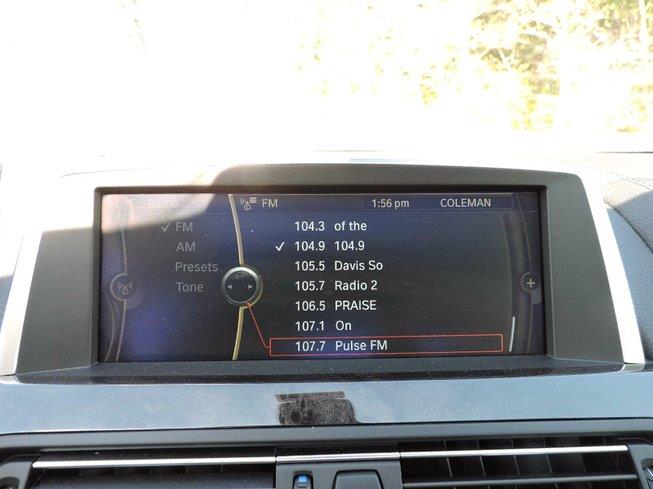 Radio FM 1:56 pm COLEMAN
FM 104.3 of the
AM 104.9 104.9
Presets 105.5 Davis So
Tone 105.7 Radio 2
106.5 PRAISE
107.1 On
107.7 Pulse FM